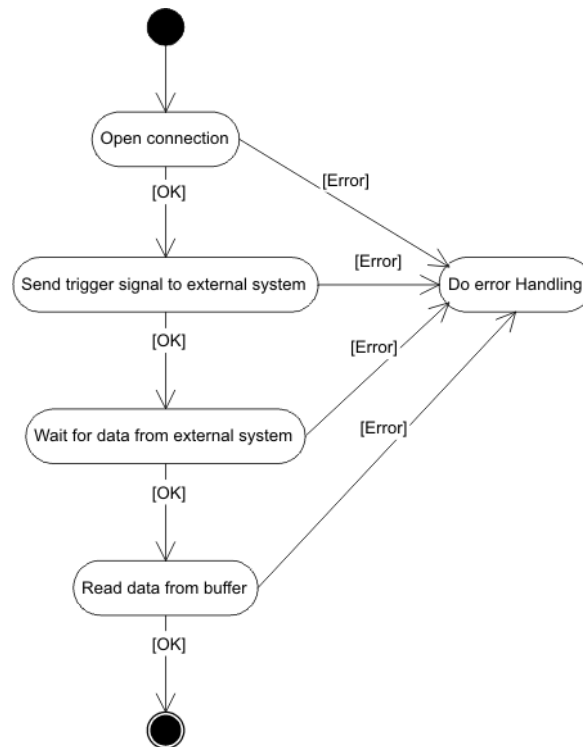 Open connection
[Error]
[OK]
[Error]
Send trigger signal to external system
Do error Handling
[OK]
[Error]
Wait for data from external system
[Error]
[OK]
Read data from buffer
[OK]